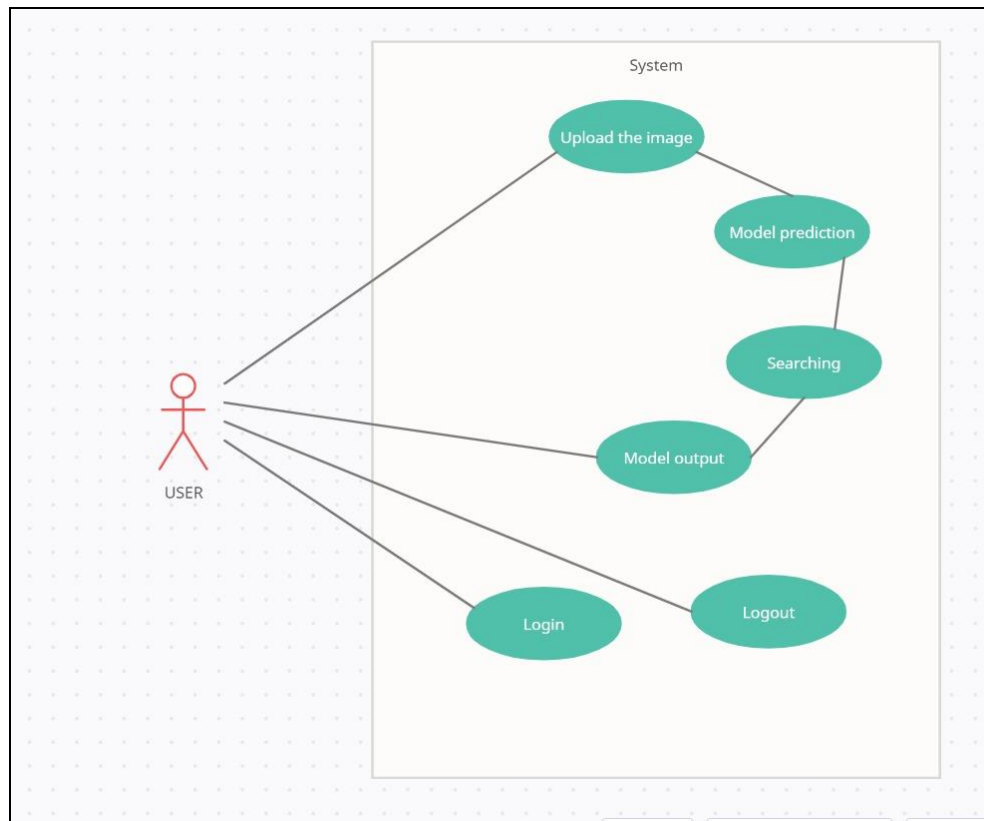 System
Upload the image
Model prediction
Searching
Model output
USER
Logout
Login